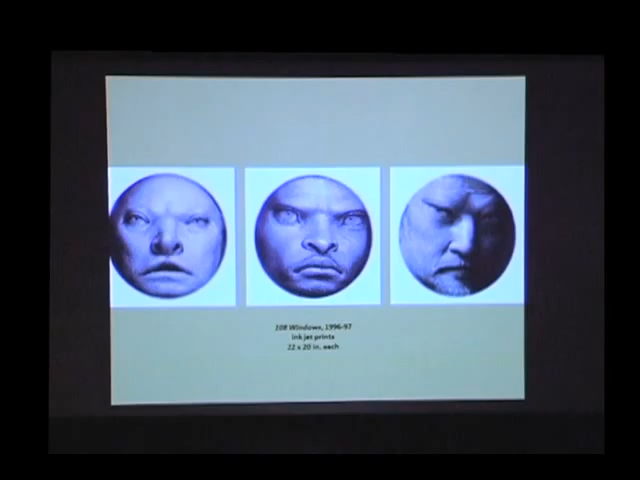 108 Windows, 1996-97
ink jet prints
22 x 20 in. each